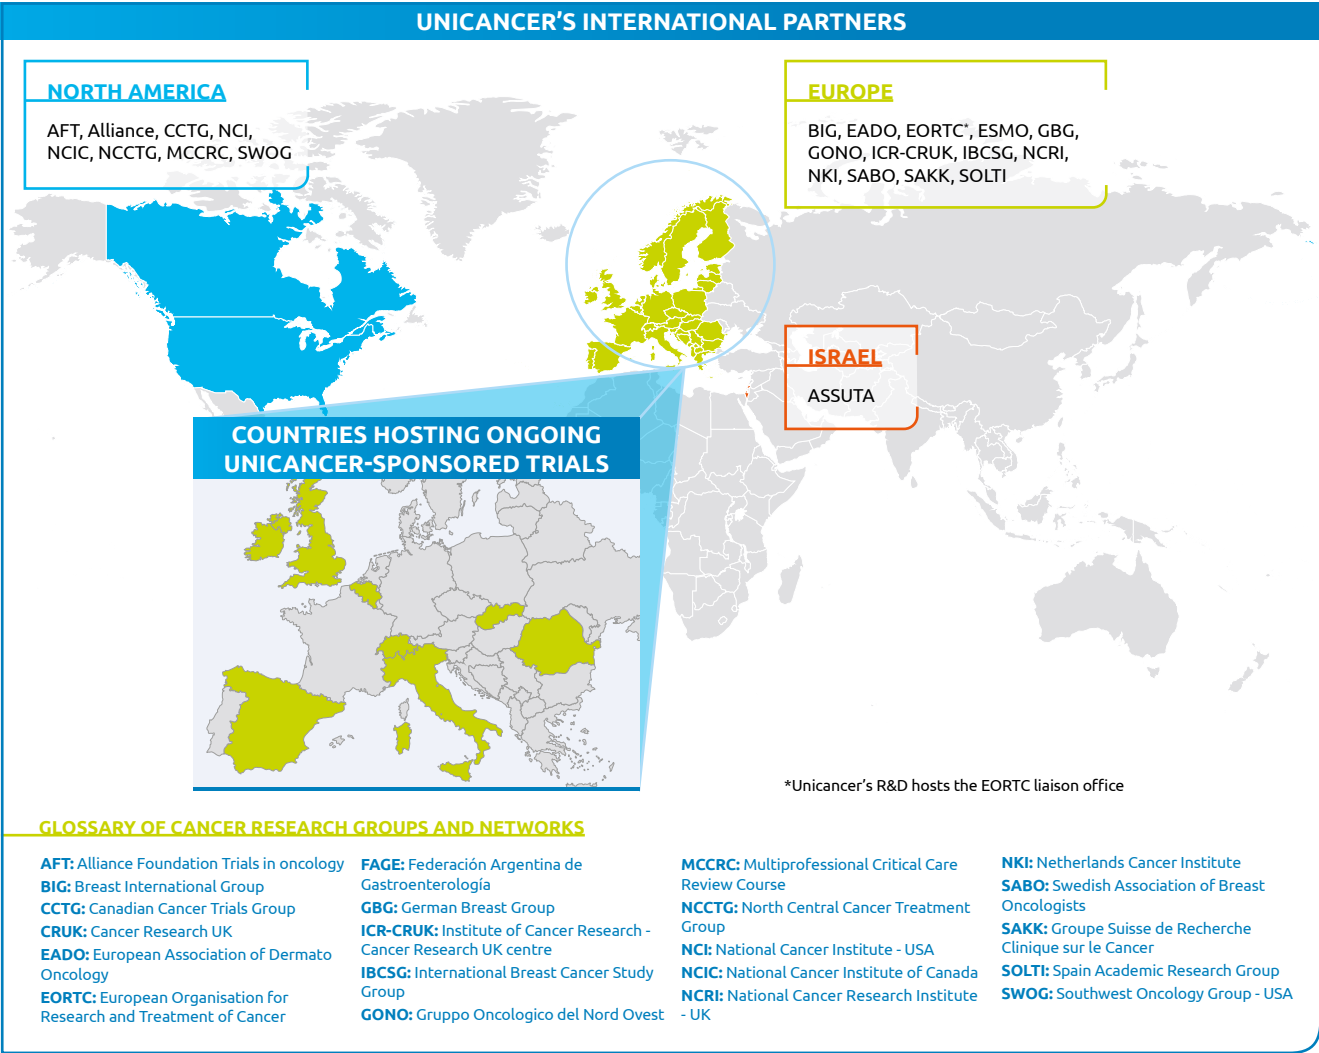 UNICANCER’S INTERNATIONAL PARTNERS
NORTH AMERICA
AFT, Alliance, CCTG, NCI,
NCIC, NCCTG, MCCRC, SWOG
EUROPE
BIG, EADO, EORTC*, ESMO, GBG,
GONO, ICR-CRUK, IBCSG, NCRI,
NKI, SABO, SAKK, SOLTI
ISRAEL
ASSUTA
COUNTRIES HOSTING ONGOING
UNICANCER-SPONSORED TRIALS
*Unicancer’s R&D hosts the EORTC liaison office
GLOSSARY OF CANCER RESEARCH GROUPS AND NETWORKS
AFT: Alliance Foundation Trials in oncology
BIG: Breast International Group
CCTG: Canadian Cancer Trials Group
CRUK: Cancer Research UK
EADO: European Association of Dermato
Oncology
EORTC: European Organisation for
Research and Treatment of Cancer
FAGE: Federación Argentina de
Gastroenterología
GBG: German Breast Group
ICR-CRUK: Institute of Cancer Research -
Cancer Research UK centre
IBCSG: International Breast Cancer Study
Group
GONO: Gruppo Oncologico del Nord Ovest
MCCRC: Multiprofessional Critical Care
Review Course
NCCTG: North Central Cancer Treatment
Group
NCI: National Cancer Institute - USA
NCIC: National Cancer Institute of Canada
NCRI: National Cancer Research Institute
- UK
NKI: Netherlands Cancer Institute
SABO: Swedish Association of Breast
Oncologists
SAKK: Groupe Suisse de Recherche
Clinique sur le Cancer
SOLTI: Spain Academic Research Group
SWOG: Southwest Oncology Group - USA